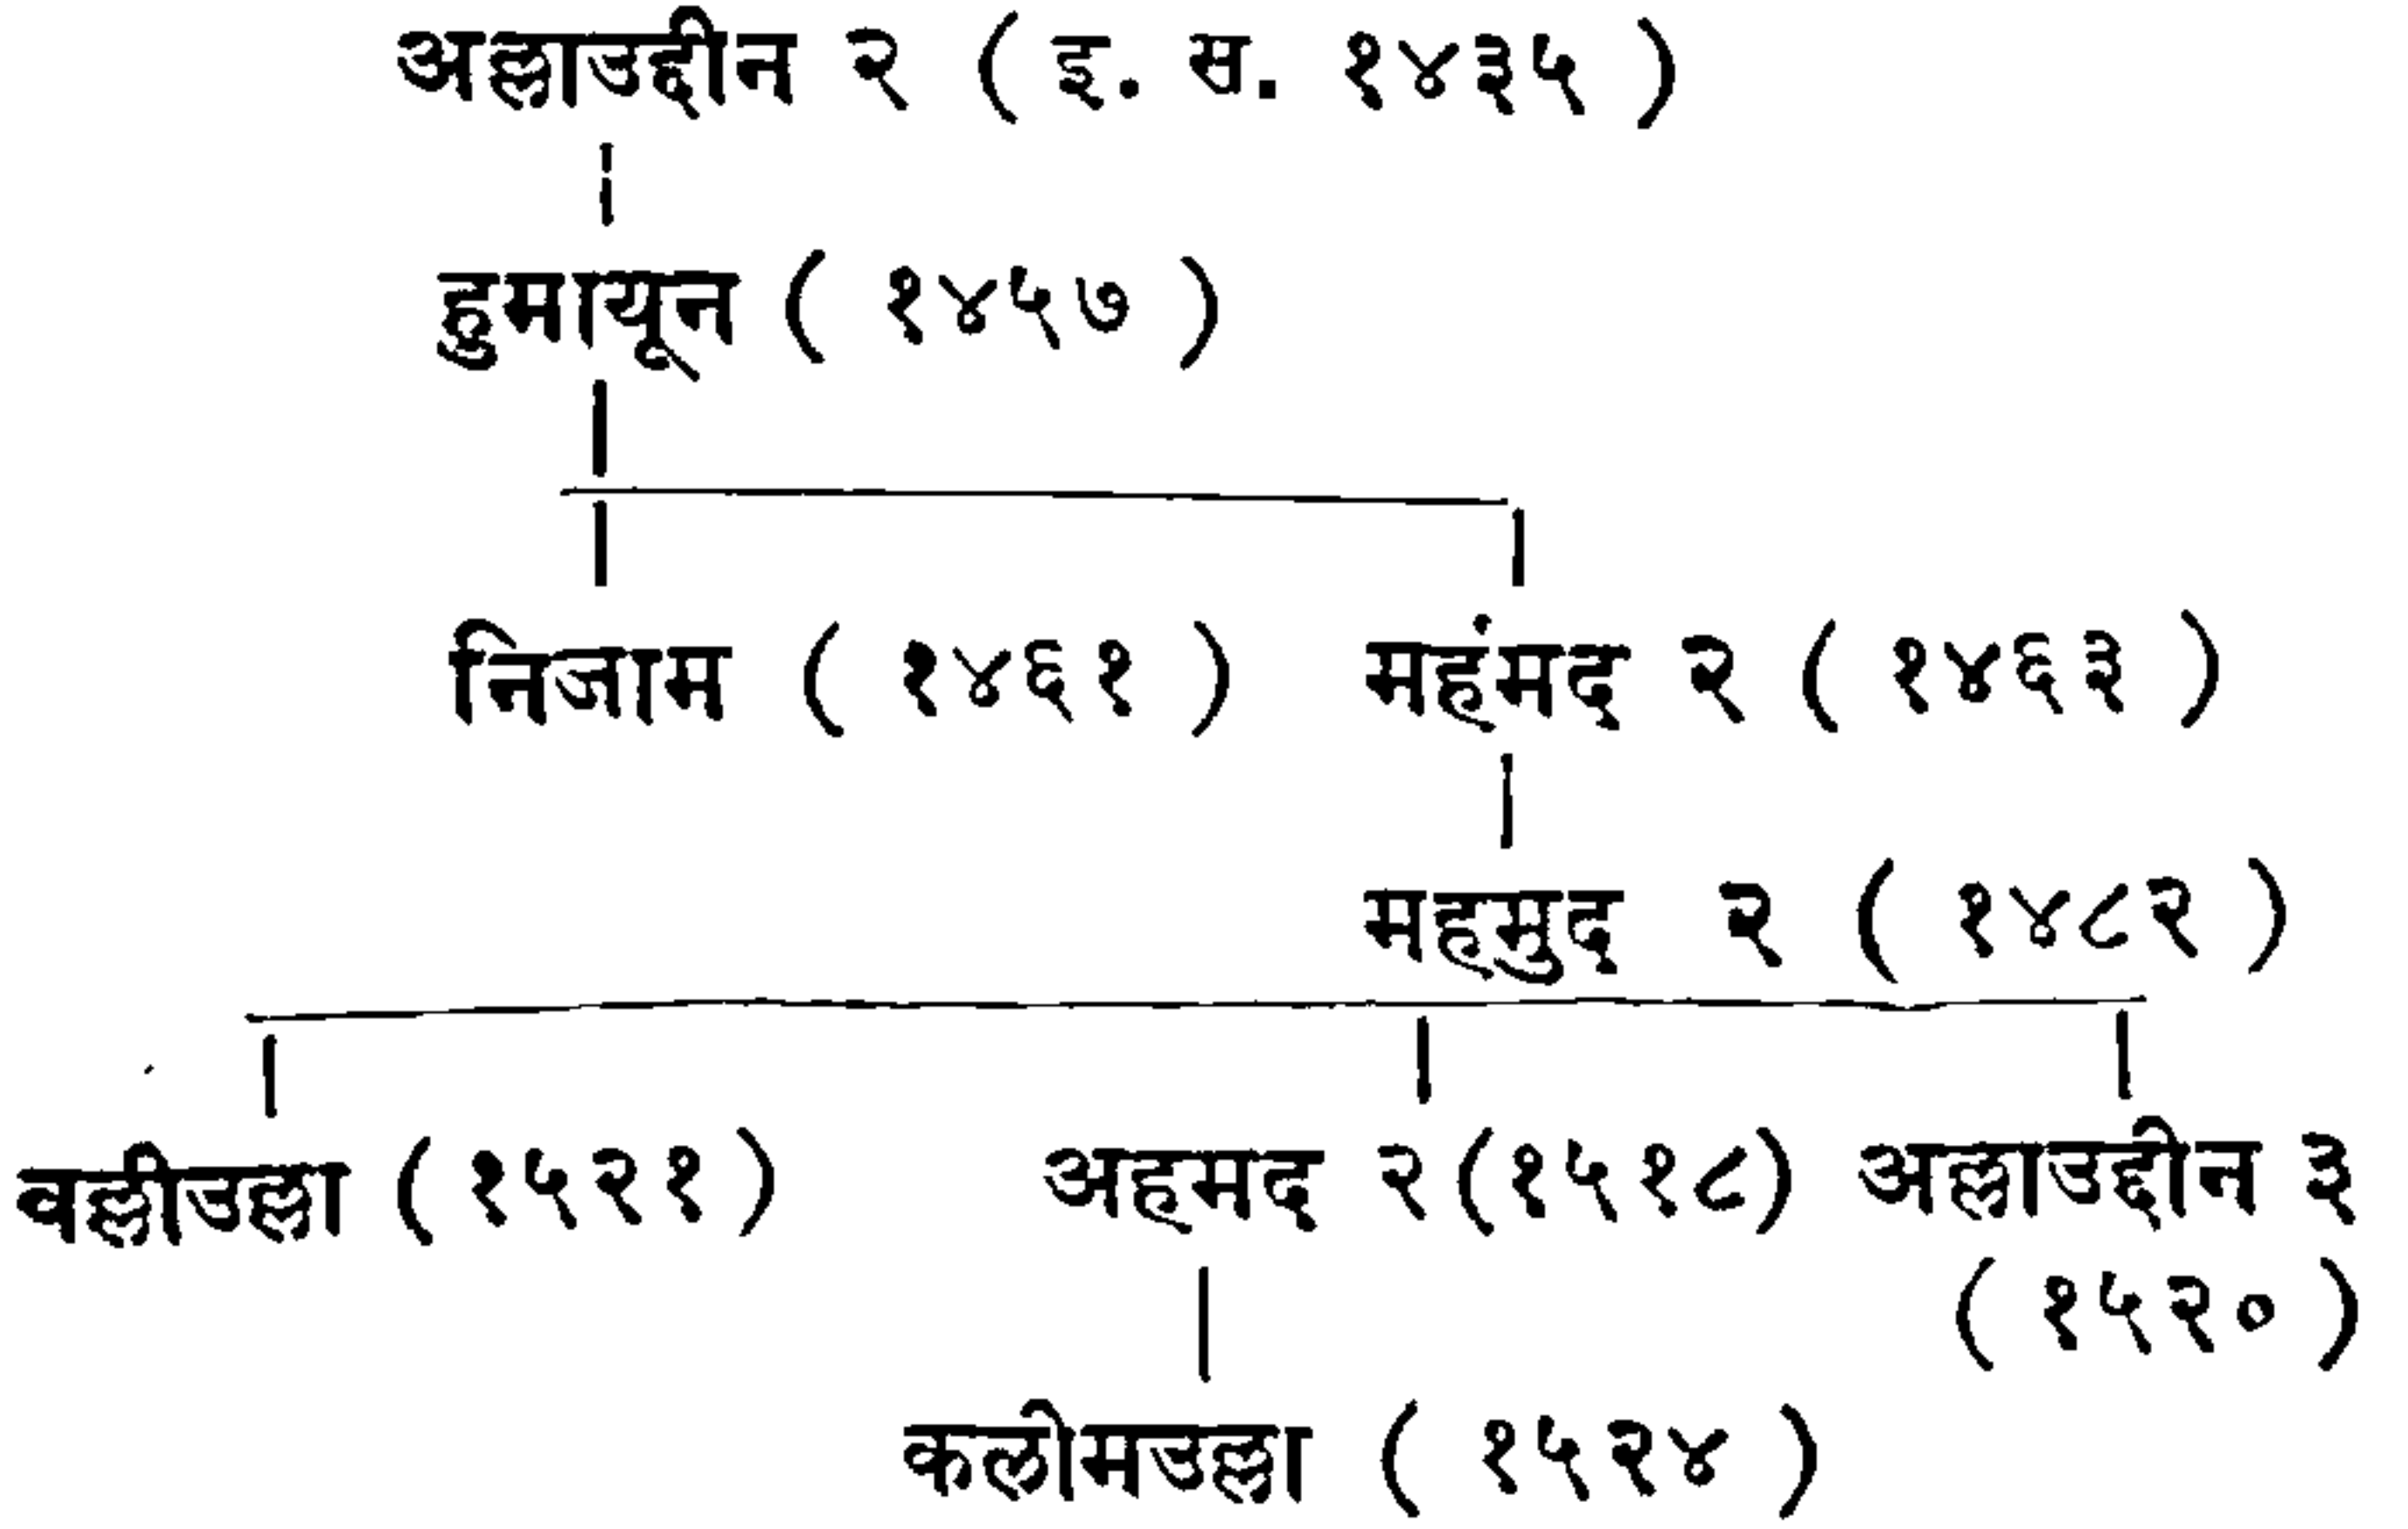 अल्लाउद्दीन २ ( इ. स. १४३५ )
हुमायून ( १४५७ )
निजाम ( १४६१ ) महंमद २ ( १४६३ )
महमुद २ ( १४८२ )
वल्लीउल्ला ( १५२१ ) अहमद २ (१५१८) अल्लाउद्दीन ३
( १५२० )
कलीमउल्ला ( १५२४ )